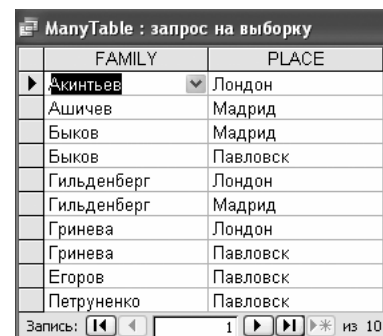 ManyTable : запрос на выборку
FAMILY PLACE
Акинтьев Лондон
Ашичев Мадрид
Быков Мадрид
Быков Павловск
Гильденберг Лондон
Гильденберг Мадрид
Гринева Лондон
Гринева Павловск
Егоров Павловск
Петруненко Павловск
Запись: 1 из 10